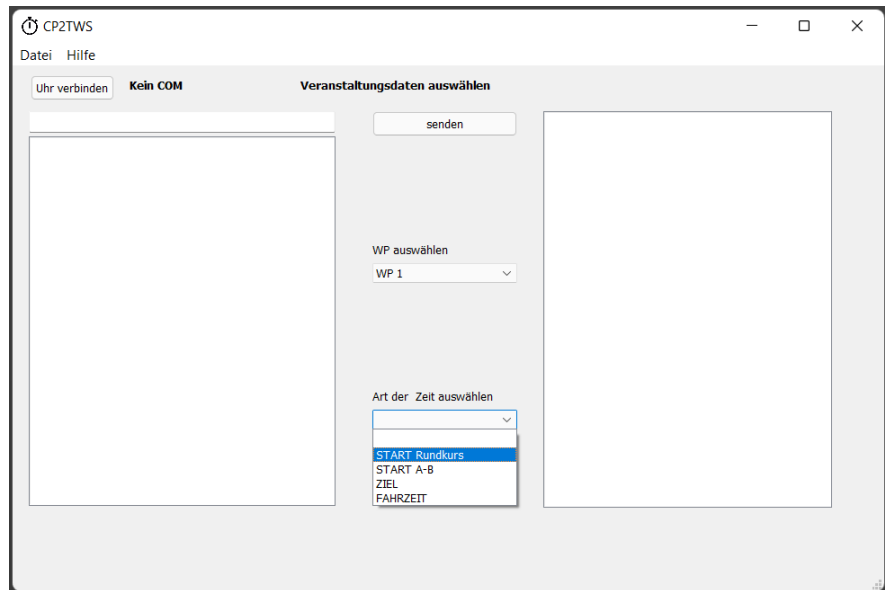 CP2TWS
Datei Hilfe
Uhr verbinden
Kein COM
Veranstaltungsdaten auswählen
senden
WP auswählen
WP 1
Art der  Zeit auswählen
START Rundkurs
START A-B
ZIEL
FAHRZEIT